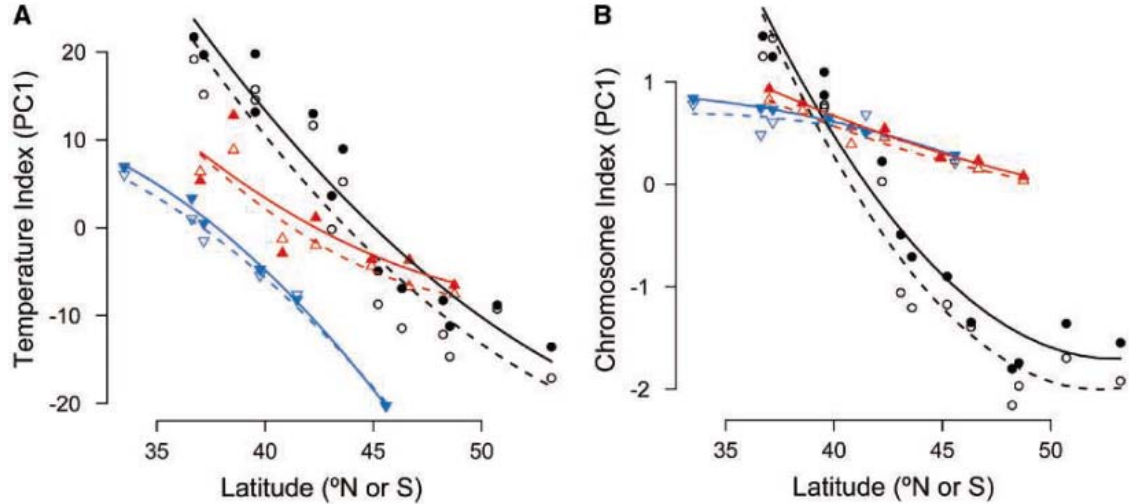 A
B
Temperature Index (PC1)
20
10
0
-10
-20
35
40
45
50
Latitude (ºN or S)
Chromosome Index (PC1)
1
0
-1
-2
35
40
45
50
Latitude (ºN or S)